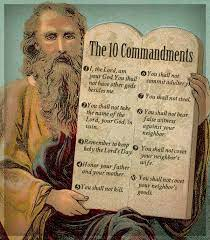 The 10 Commandments
1 I, the Lord, am
your God. You shall
not have other gods
besides me.
2 You shall not take
the name of the
Lord, your God, in
vain.
3 Remember to keep
holy the Lord's Day
4 Honor your father
and your mother.
5 You shall not kill.
6 You shall not
commit adultery.
7 You shall not steal.
8 You shall not bear
false witness
against your
neighbor.
9 You shall not covet
your neighbor's
wife.
10 You shall not covet
your neighbor's
goods.